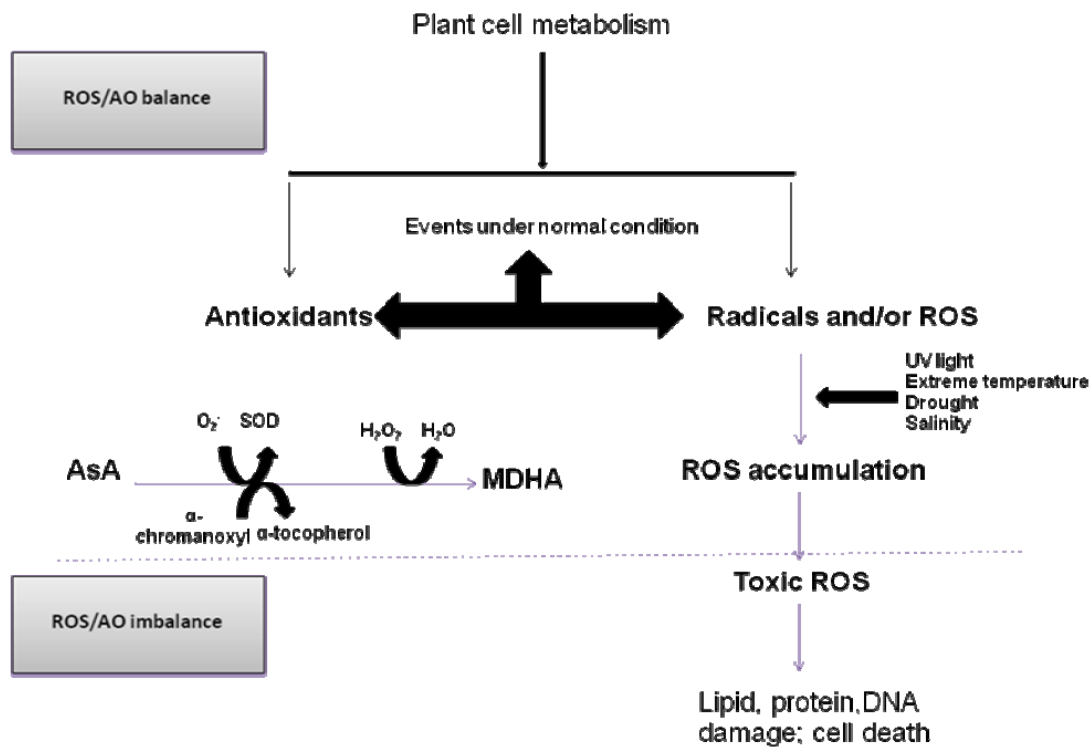 Plant cell metabolism
ROS/AO balance
Events under normal condition
Antioxidants
Radicals and/or ROS
UV light
Extreme temperature
Drought
Salinity
O₂⁻ SOD
H₂O₂ H₂O
AsA
MDHA
ROS accumulation
α-
chromanoxyl α-tocopherol
Toxic ROS
ROS/AO imbalance
Lipid, protein,DNA
damage; cell death